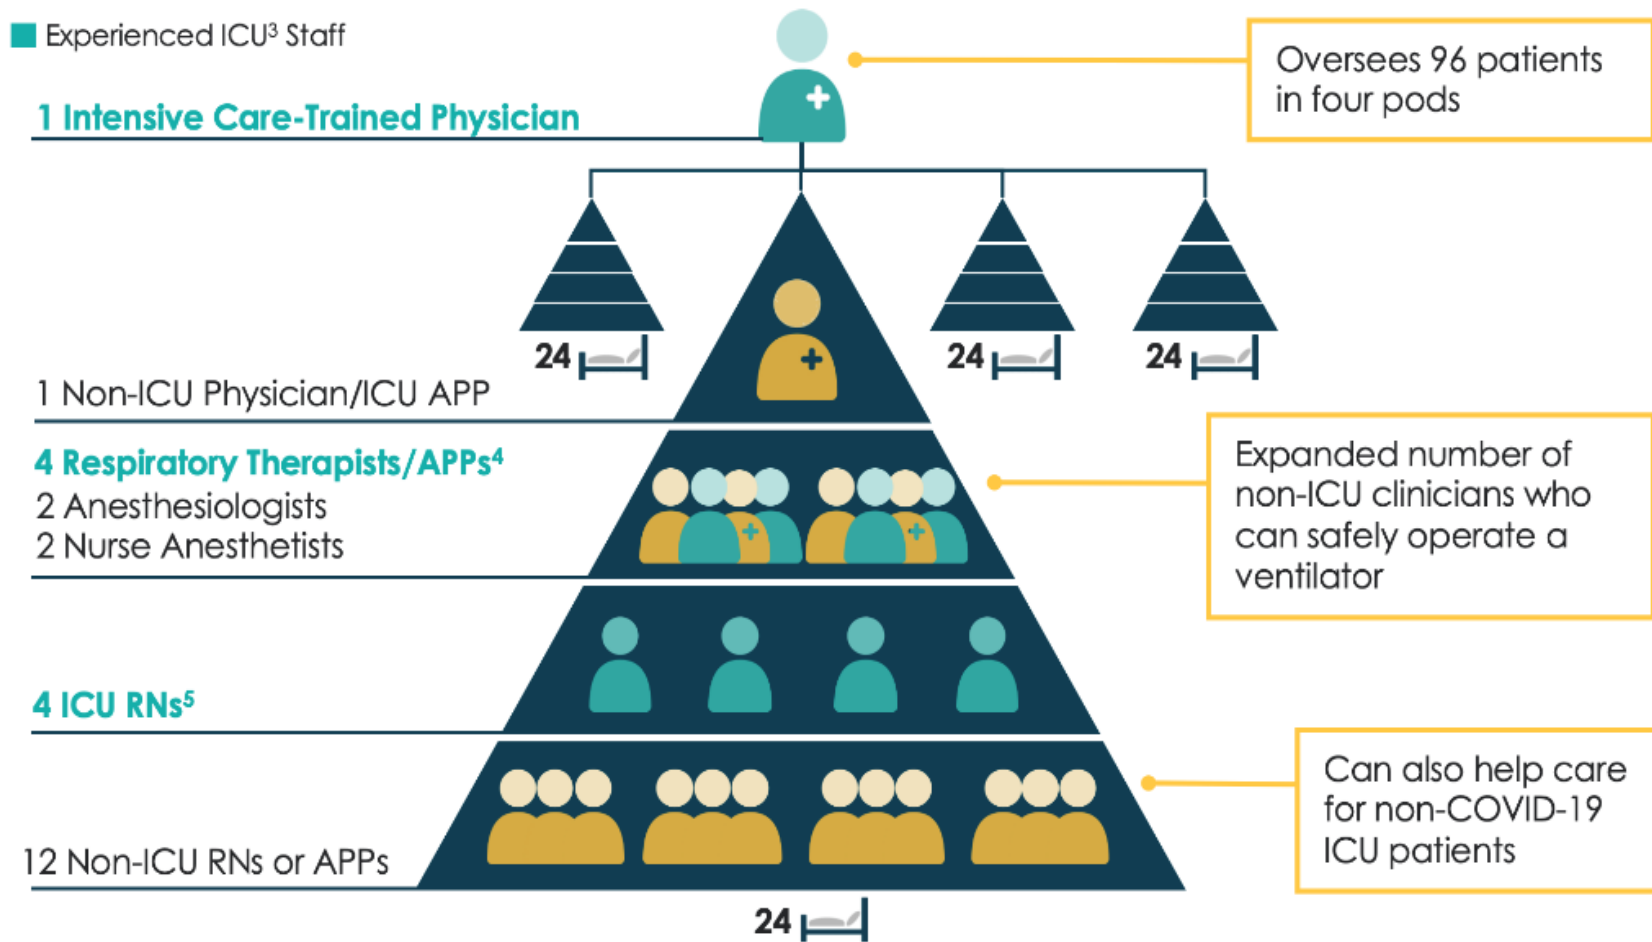 Experienced ICU³ Staff
1 Intensive Care-Trained Physician
Oversees 96 patients
in four pods
24
24
24
1 Non-ICU Physician/ICU APP
4 Respiratory Therapists/APPs⁴
2 Anesthesiologists
2 Nurse Anesthetists
Expanded number of
non-ICU clinicians who
can safely operate a
ventilator
4 ICU RNs⁵
12 Non-ICU RNs or APPs
Can also help care
for non-COVID-19
ICU patients
24